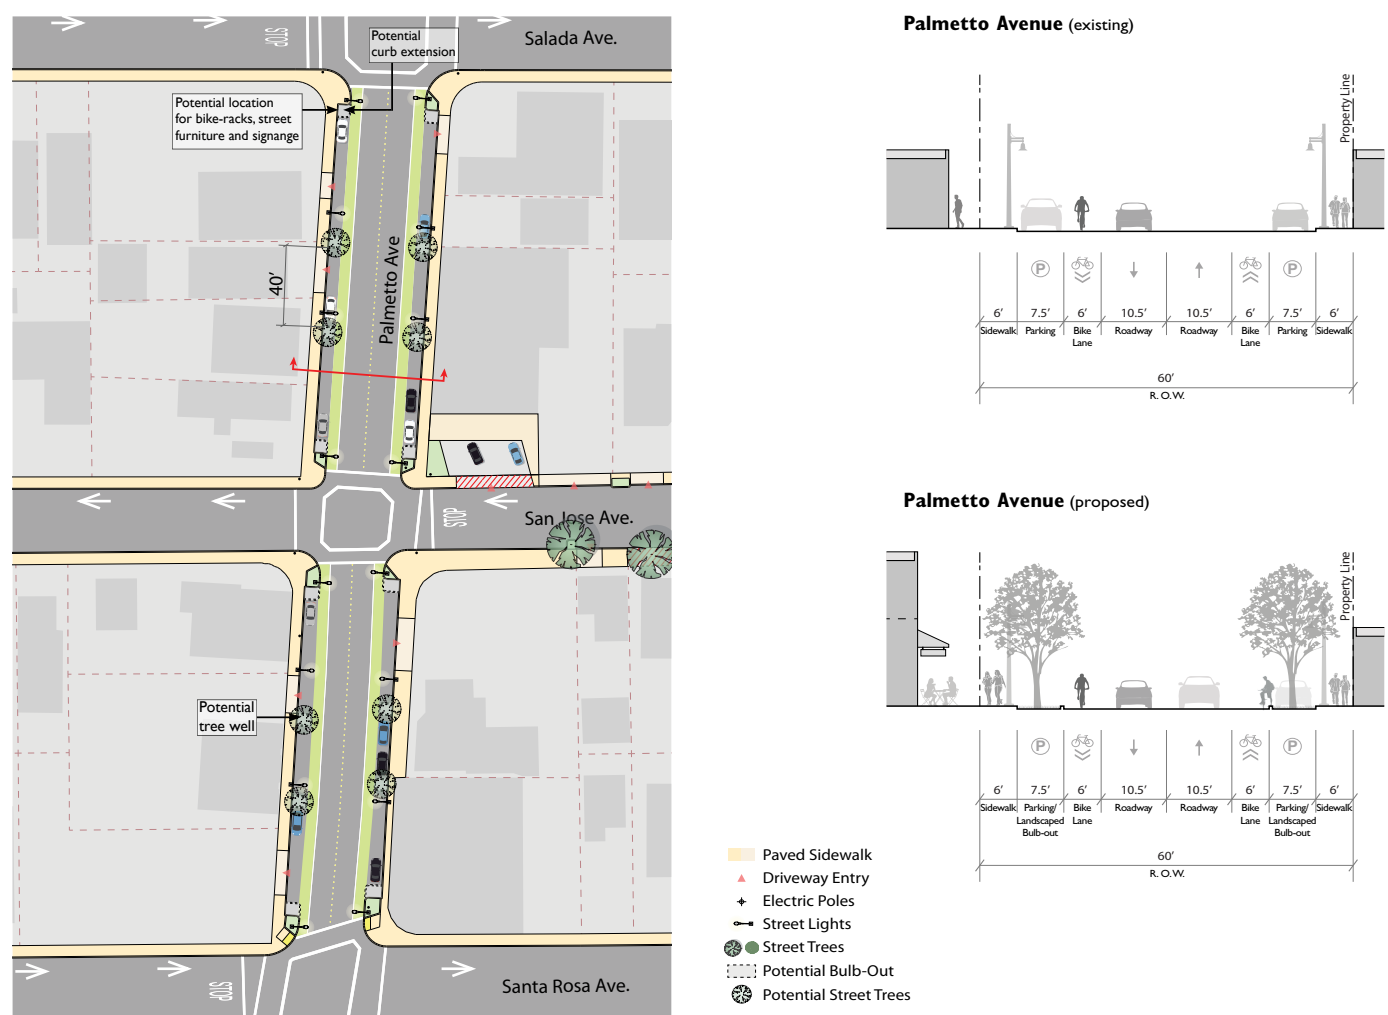 STOP
Salada Ave.
Potential
curb extension
Potential location
for bike-racks, street
furniture and signange
Palmetto Ave
40'
San Jose Ave.
STOP
Potential
tree well
STOP
Santa Rosa Ave.
Palmetto Avenue (existing)
Property Line
P
P
6' 7.5' 6' 10.5' 10.5' 6' 7.5' 6'
Sidewalk Parking Bike Roadway Roadway Bike Parking Sidewalk
Lane Lane
60'
R.O.W.
Palmetto Avenue (proposed)
Property Line
P
P
6' 7.5' 6' 10.5' 10.5' 6' 7.5' 6'
Sidewalk Parking/ Bike Roadway Roadway Bike Parking/ Sidewalk
Landscaped Lane Lane Landscaped
Bulb-out Bulb-out
60'
R.O.W.
Paved Sidewalk
Driveway Entry
Electric Poles
Street Lights
Street Trees
Potential Bulb-Out
Potential Street Trees